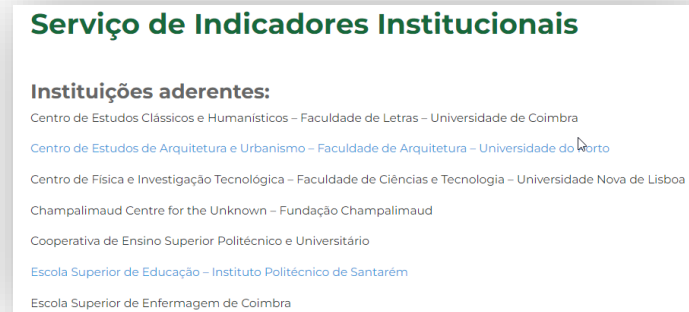 Serviço de Indicadores Institucionais
Instituições aderentes:
Centro de Estudos Clássicos e Humanísticos – Faculdade de Letras – Universidade de Coimbra
Centro de Estudos de Arquitetura e Urbanismo – Faculdade de Arquitetura – Universidade do Porto
Centro de Física e Investigação Tecnológica – Faculdade de Ciências e Tecnologia – Universidade Nova de Lisboa
Champalimaud Centre for the Unknown – Fundação Champalimaud
Cooperativa de Ensino Superior Politécnico e Universitário
Escola Superior de Educação – Instituto Politécnico de Santarém
Escola Superior de Enfermagem de Coimbra